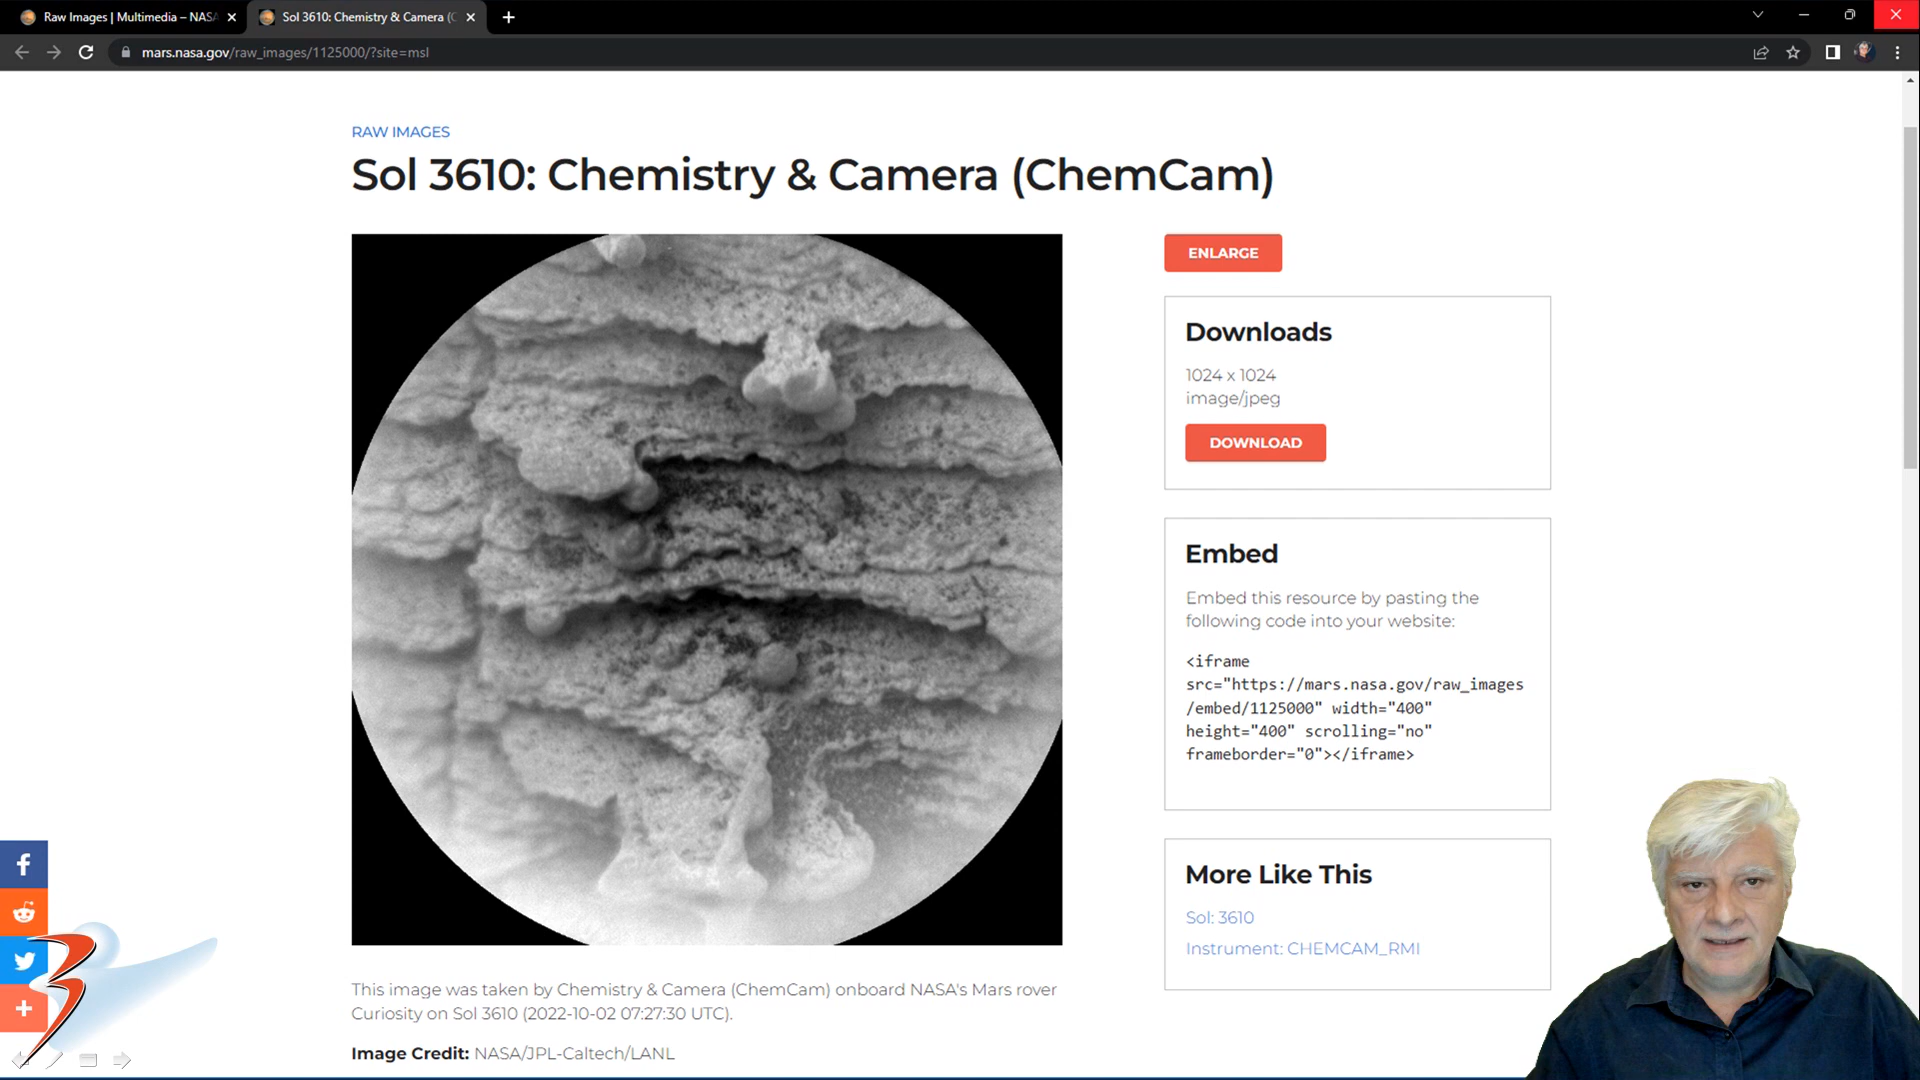 Raw Images | Multimedia – NASA
Sol 3610: Chemistry & Camera (C
mars.nasa.gov/raw_images/1125000/?site=msl
RAW IMAGES
Sol 3610: Chemistry & Camera (ChemCam)
ENLARGE
Downloads
1024 x 1024
image/jpeg
DOWNLOAD
Embed
Embed this resource by pasting the
following code into your website:
<iframe
src="https://mars.nasa.gov/raw_images
/embed/1125000" width="400"
height="400" scrolling="no"
frameborder="0"></iframe>
More Like This
Sol: 3610
Instrument: CHEMCAM_RMI
This image was taken by Chemistry & Camera (ChemCam) onboard NASA's Mars rover
Curiosity on Sol 3610 (2022-10-02 07:27:30 UTC).
Image Credit: NASA/JPL-Caltech/LANL